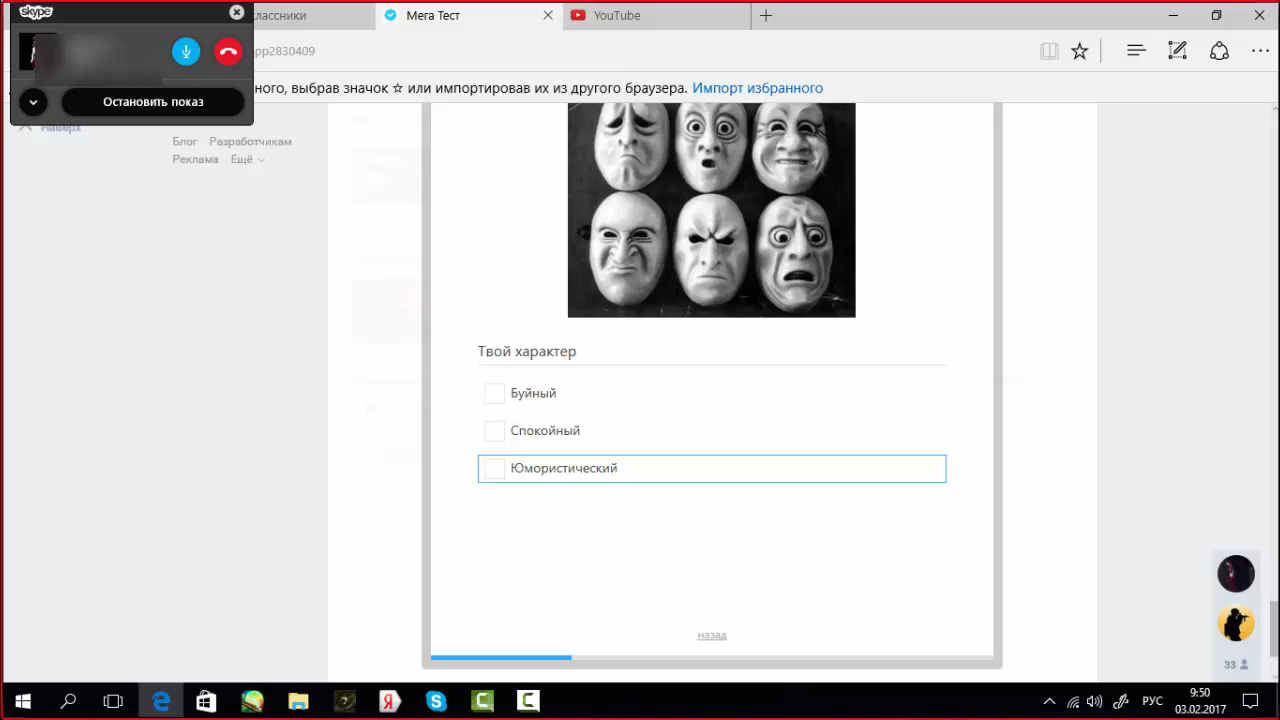 skype
классники
Мега Тест
YouTube
pp2830409
Остановить показ
ного, выбрав значок ☆ или импортировав их из другого браузера. Импорт избранного
Наверх
Блог Разработчикам
Реклама Ещё
Твой характер
Буйный
Спокойный
Юмористический
назад
33
РУС
9:50
03.02.2017